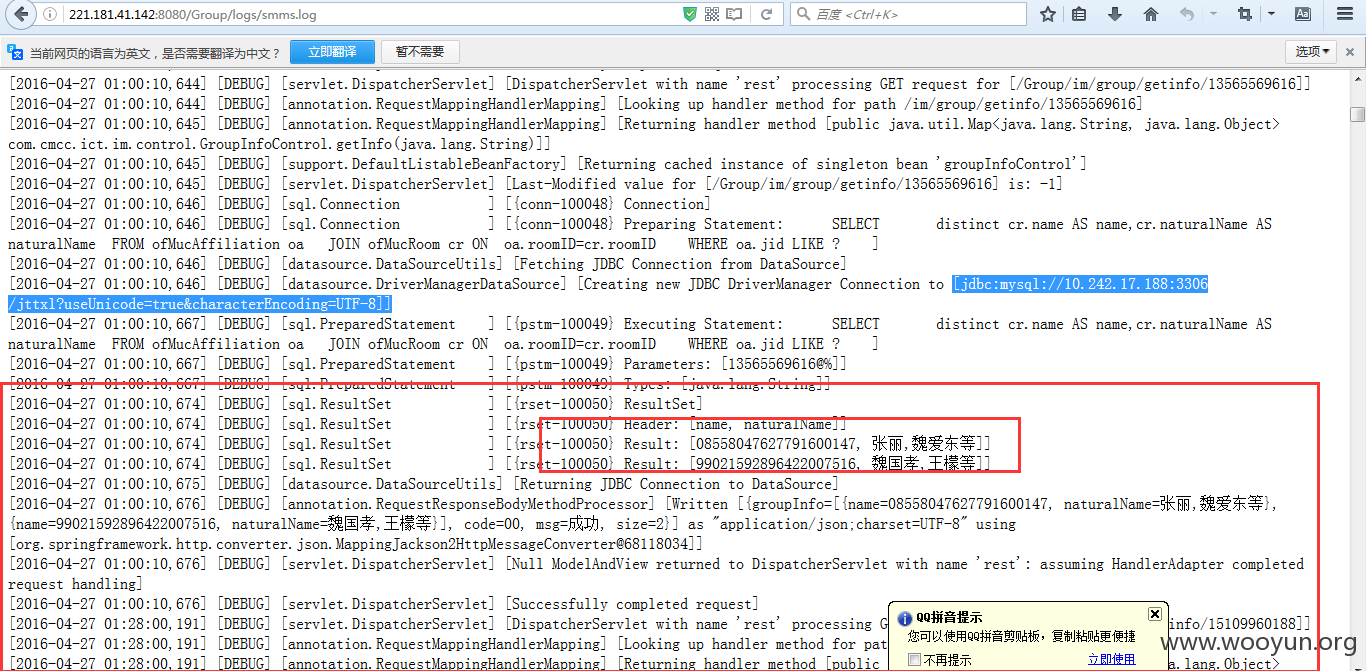 221.181.41.142:8080/Group/logs/smms.log
百度 <Ctrl+K>
当前网页的语言为英文，是否需要翻译为中文？ 立即翻译 暂不需要 选项
[2016-04-27 01:00:10,644] [DEBUG] [servlet.DispatcherServlet] [DispatcherServlet with name 'rest' processing GET request for [/Group/im/group/getinfo/13565569616]]
[2016-04-27 01:00:10,644] [DEBUG] [annotation.RequestMappingHandlerMapping] [Looking up handler method for path /im/group/getinfo/13565569616]
[2016-04-27 01:00:10,645] [DEBUG] [annotation.RequestMappingHandlerMapping] [Returning handler method [public java.util.Map<java.lang.String, java.lang.Object>
com.cmcc.ict.im.control.GroupInfoControl.getInfo(java.lang.String)]]
[2016-04-27 01:00:10,645] [DEBUG] [support.DefaultListableBeanFactory] [Returning cached instance of singleton bean 'groupInfoControl']
[2016-04-27 01:00:10,645] [DEBUG] [servlet.DispatcherServlet] [Last-Modified value for [/Group/im/group/getinfo/13565569616] is: -1]
[2016-04-27 01:00:10,646] [DEBUG] [sql.Connection ] [{conn-100048} Connection]
[2016-04-27 01:00:10,646] [DEBUG] [sql.Connection ] [{conn-100048} Preparing Statement: SELECT distinct cr.name AS name,cr.naturalName AS
naturalName FROM ofMucAffiliation oa JOIN ofMucRoom cr ON oa.roomID=cr.roomID WHERE oa.jid LIKE ? ]
[2016-04-27 01:00:10,646] [DEBUG] [datasource.DataSourceUtils] [Fetching JDBC Connection from DataSource]
[2016-04-27 01:00:10,646] [DEBUG] [datasource.DriverManagerDataSource] [Creating new JDBC DriverManager Connection to [jdbc:mysql://10.242.17.188:3306
/jttxl?useUnicode=true&characterEncoding=UTF-8]]
[2016-04-27 01:00:10,667] [DEBUG] [sql.PreparedStatement ] [{pstm-100049} Executing Statement: SELECT distinct cr.name AS name,cr.naturalName AS
naturalName FROM ofMucAffiliation oa JOIN ofMucRoom cr ON oa.roomID=cr.roomID WHERE oa.jid LIKE ? ]
[2016-04-27 01:00:10,667] [DEBUG] [sql.PreparedStatement ] [{pstm-100049} Parameters: [13565569616@%]]
[2016-04-27 01:00:10,667] [DEBUG] [sql.PreparedStatement ] [{pstm-100049} Types: [java.lang.String]]
[2016-04-27 01:00:10,674] [DEBUG] [sql.ResultSet ] [{rset-100050} ResultSet]
[2016-04-27 01:00:10,674] [DEBUG] [sql.ResultSet ] [{rset-100050} Header: [name, naturalName]]
[2016-04-27 01:00:10,674] [DEBUG] [sql.ResultSet ] [{rset-100050} Result: [08558047627791600147, 张丽,魏爱东等]]
[2016-04-27 01:00:10,674] [DEBUG] [sql.ResultSet ] [{rset-100050} Result: [99021592896422007516, 魏国孝,王檬等]]
[2016-04-27 01:00:10,675] [DEBUG] [datasource.DataSourceUtils] [Returning JDBC Connection to DataSource]
[2016-04-27 01:00:10,676] [DEBUG] [annotation.RequestResponseBodyMethodProcessor] [Written [{groupInfo=[{name=08558047627791600147, naturalName=张丽,魏爱东等},
{name=99021592896422007516, naturalName=魏国孝,王檬等}], code=00, msg=成功, size=2}] as "application/json;charset=UTF-8" using
[org.springframework.http.converter.json.MappingJackson2HttpMessageConverter@68118034]]
[2016-04-27 01:00:10,676] [DEBUG] [servlet.DispatcherServlet] [Null ModelAndView returned to DispatcherServlet with name 'rest': assuming HandlerAdapter completed
request handling]
[2016-04-27 01:00:10,676] [DEBUG] [servlet.DispatcherServlet] [Successfully completed request]
[2016-04-27 01:28:00,191] [DEBUG] [servlet.DispatcherServlet] [DispatcherServlet with name 'rest' processing G info/15109960188]]
[2016-04-27 01:28:00,191] [DEBUG] [annotation.RequestMappingHandlerMapping] [Looking up handler method for pat
[2016-04-27 01:28:00,191] [DEBUG] [annotation.RequestMappingHandlerMapping] [Returning handler method [public java.lang.Object>
QQ拼音提示
您可以使用QQ拼音剪贴板，复制粘贴更便捷
不再提示 立即使用
www.wooyun.org